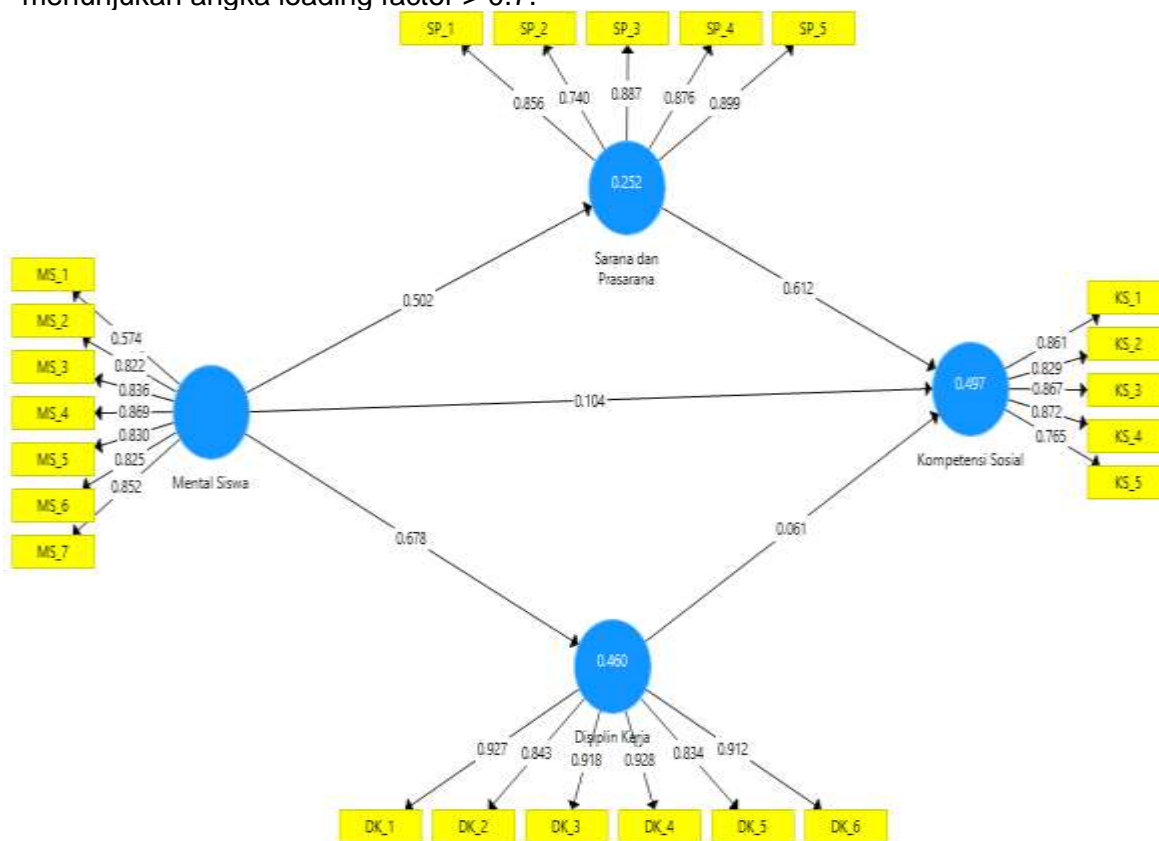 menunjukan angka loading factor > 0.7.
SP_1 SP_2 SP_3 SP_4 SP_5
0.856 0.740 0.887 0.876 0.899
0.252
Sarana dan
Prasarana
0.502
0.612
MS_1
MS_2
MS_3
MS_4
MS_5
MS_6
MS_7
0.574
0.822
0.836
0.869
0.830
0.825
0.852
Mental Siswa
0.104
KS_1
KS_2
KS_3
KS_4
KS_5
0.861
0.829
0.867
0.872
0.765
0.497
Kompetensi Sosial
0.678
0.061
0.460
Disiplin Kerja
0.927 0.843 0.918 0.928 0.834 0.912
DK_1 DK_2 DK_3 DK_4 DK_5 DK_6